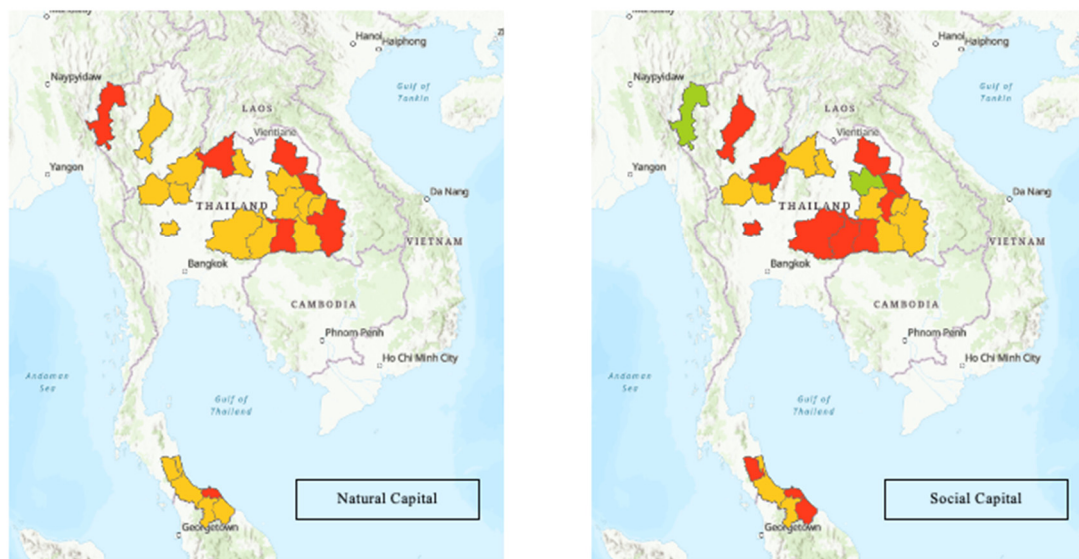 Hanoi
Haiphong
Naypyidaw
Gulf of
Tonkin
LAOS
Vientiane
Yangon
Da Nang
THAILAND
VIETNAM
Bangkok
CAMBODIA
Phnom Penh
Ho Chi Minh City
Andaman
Sea
Gulf of
Thailand
Natural Capital
Georgetown
Hanoi
Haiphong
Naypyidaw
Gulf of
Tonkin
LAOS
Vientiane
Yangon
Da Nang
THAILAND
VIETNAM
Bangkok
CAMBODIA
Phnom Penh
Ho Chi Minh City
Andaman
Sea
Gulf of
Thailand
Social Capital
Georgetown